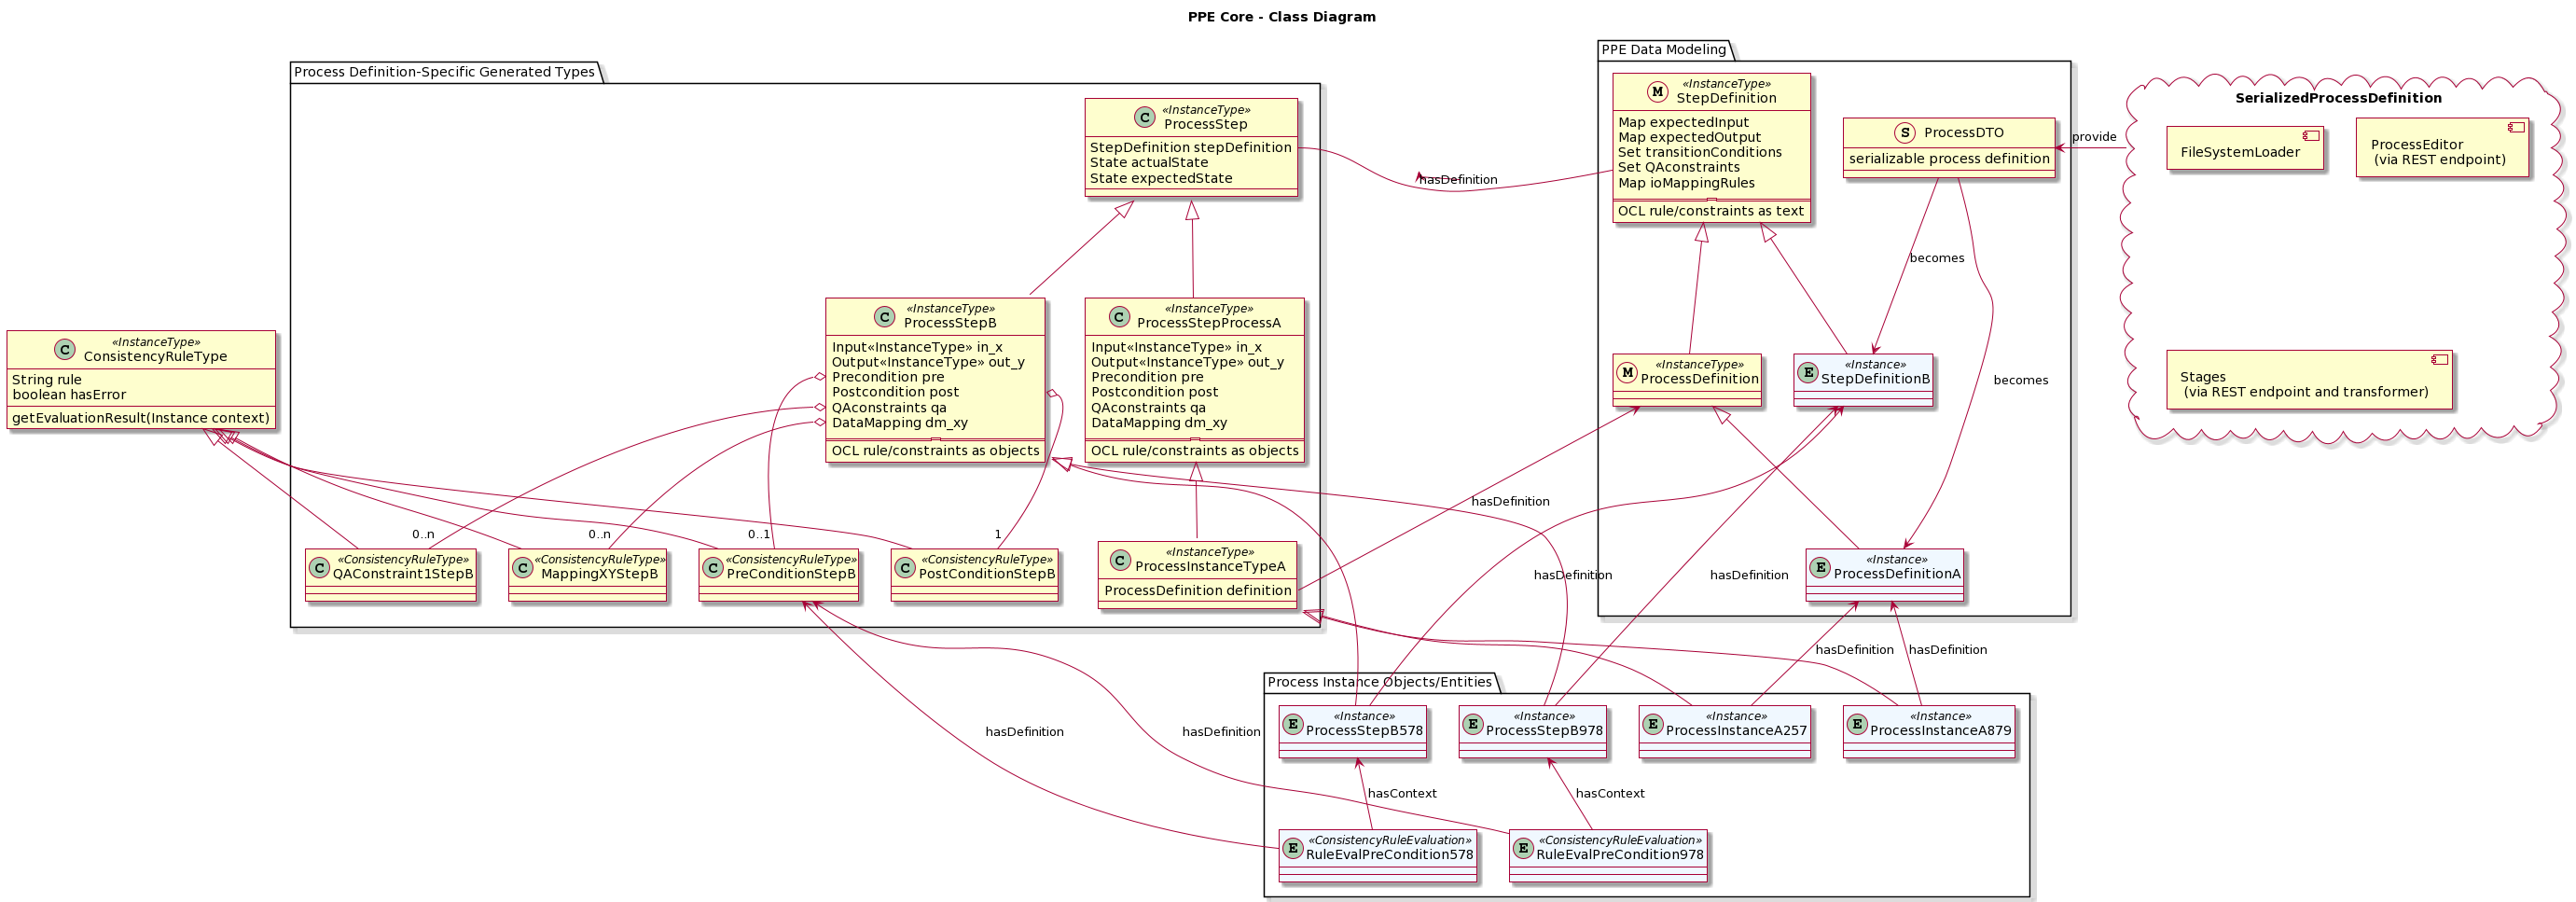 PPE Core - Class Diagram
Process Definition-Specific Generated Types
C
«InstanceType»
ProcessStep
StepDefinition stepDefinition
State actualState
State expectedState
C
«InstanceType»
ProcessStepB
Input«InstanceType» in_x
Output«InstanceType» out_y
Precondition pre
Postcondition post
QAconstraints qa
DataMapping dm_xy
OCL rule/constraints as objects
C
«InstanceType»
ProcessStepProcessA
Input«InstanceType» in_x
Output«InstanceType» out_y
Precondition pre
Postcondition post
QAconstraints qa
DataMapping dm_xy
OCL rule/constraints as objects
C
«InstanceType»
ConsistencyRuleType
String rule
boolean hasError
getEvaluationResult(Instance context)
0..n
0..n
0..1
1
C
«ConsistencyRuleType»
QAConstraint1StepB
C
«ConsistencyRuleType»
MappingXYStepB
C
«ConsistencyRuleType»
PreConditionStepB
C
«ConsistencyRuleType»
PostConditionStepB
C
«InstanceType»
ProcessInstanceTypeA
ProcessDefinition definition
PPE Data Modeling
M
«InstanceType»
StepDefinition
Map expectedInput
Map expectedOutput
Set transitionConditions
Set QAconstraints
Map ioMappingRules
OCL rule/constraints as text
S
ProcessDTO
serializable process definition
provide
hasDefinition
becomes
becomes
M
«InstanceType»
ProcessDefinition
E
«Instance»
StepDefinitionB
hasDefinition
hasDefinition
hasDefinition
E
«Instance»
ProcessDefinitionA
hasDefinition
hasDefinition
SerializedProcessDefinition
FileSystemLoader
ProcessEditor
(via REST endpoint)
Stages
(via REST endpoint and transformer)
Process Instance Objects/Entities
E
«Instance»
ProcessStepB578
E
«Instance»
ProcessStepB978
E
«Instance»
ProcessInstanceA257
E
«Instance»
ProcessInstanceA879
hasDefinition
hasDefinition
hasContext
hasContext
E
«ConsistencyRuleEvaluation»
RuleEvalPreCondition578
E
«ConsistencyRuleEvaluation»
RuleEvalPreCondition978